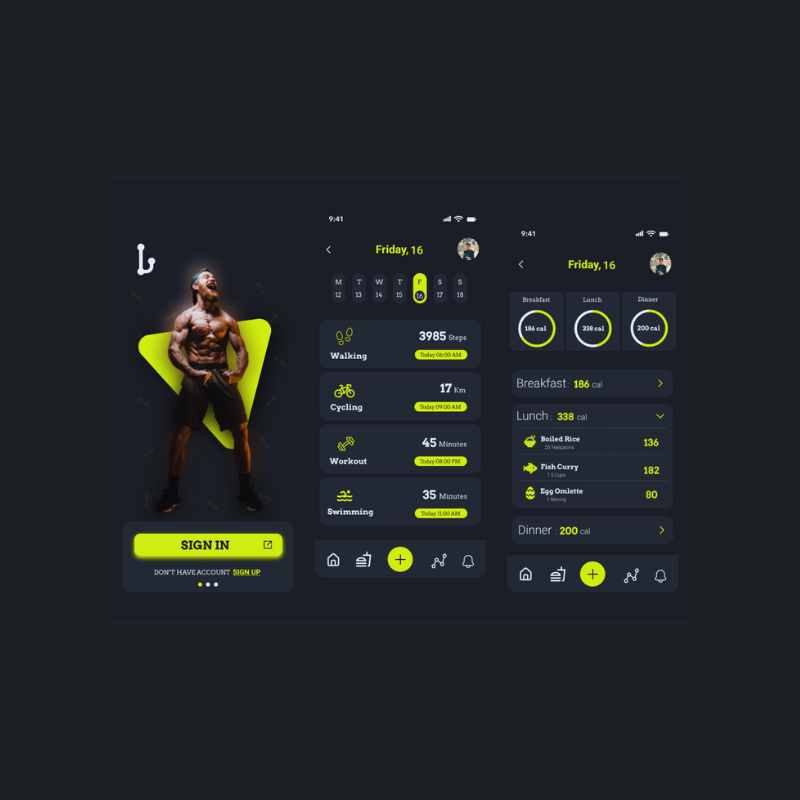 SIGN IN
DON'T HAVE ACCOUNT SIGN UP
9:41
Friday, 16
M T W T F S S
12 13 14 15 16 17 18
3985 Steps
Walking
Today 06:00 AM
17 Km
Cycling
Today 09:00 AM
45 Minutes
Workout
Today 08:00 PM
35 Minutes
Swimming
Today 11:00 AM
9:41
Friday, 16
Breakfast Lunch Dinner
186 cal 338 cal 200 cal
Breakfast: 186 cal
Lunch : 338 cal
Boiled Rice 136
25 Teaspoons
Fish Curry 182
1.5 Cups
Egg Omlette 80
1 Serving
Dinner : 200 cal